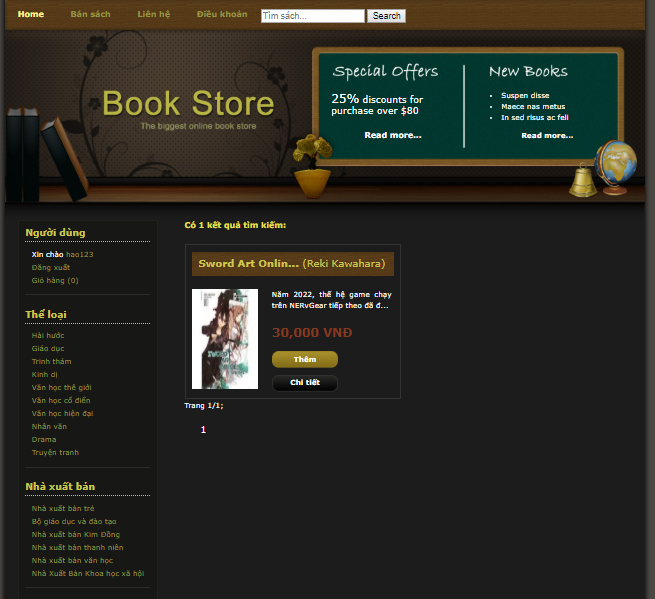 Home Bán sách Liên hệ Điều khoản Tìm sách... Search
Book Store
The biggest online book store
Special Offers
25% discounts for
purchase over $80
Read more...
New Books
Suspen disse
Maece nas metus
In sed risus ac feli
Read more...
Người dùng
Xin chào hao123
Đăng xuất
Giỏ hàng (0)
Thể loại
Hài hước
Giáo dục
Trinh thám
Kinh dị
Văn học thế giới
Văn học cổ điển
Văn học hiện đại
Nhân văn
Drama
Truyện tranh
Nhà xuất bản
Nhà xuất bản trẻ
Bộ giáo dục và đào tạo
Nhà xuất bản Kim Đồng
Nhà xuất bản thanh niên
Nhà xuất bản văn học
Nhà Xuất Bản Khoa học xã hội
Có 1 kết quả tìm kiếm:
Sword Art Onlin... (Reki Kawahara)
Năm 2022, thế hệ game chạy
trên NERvGear tiếp theo đã đ...
30,000 VNĐ
Thêm
Chi tiết
Trang 1/1;
1